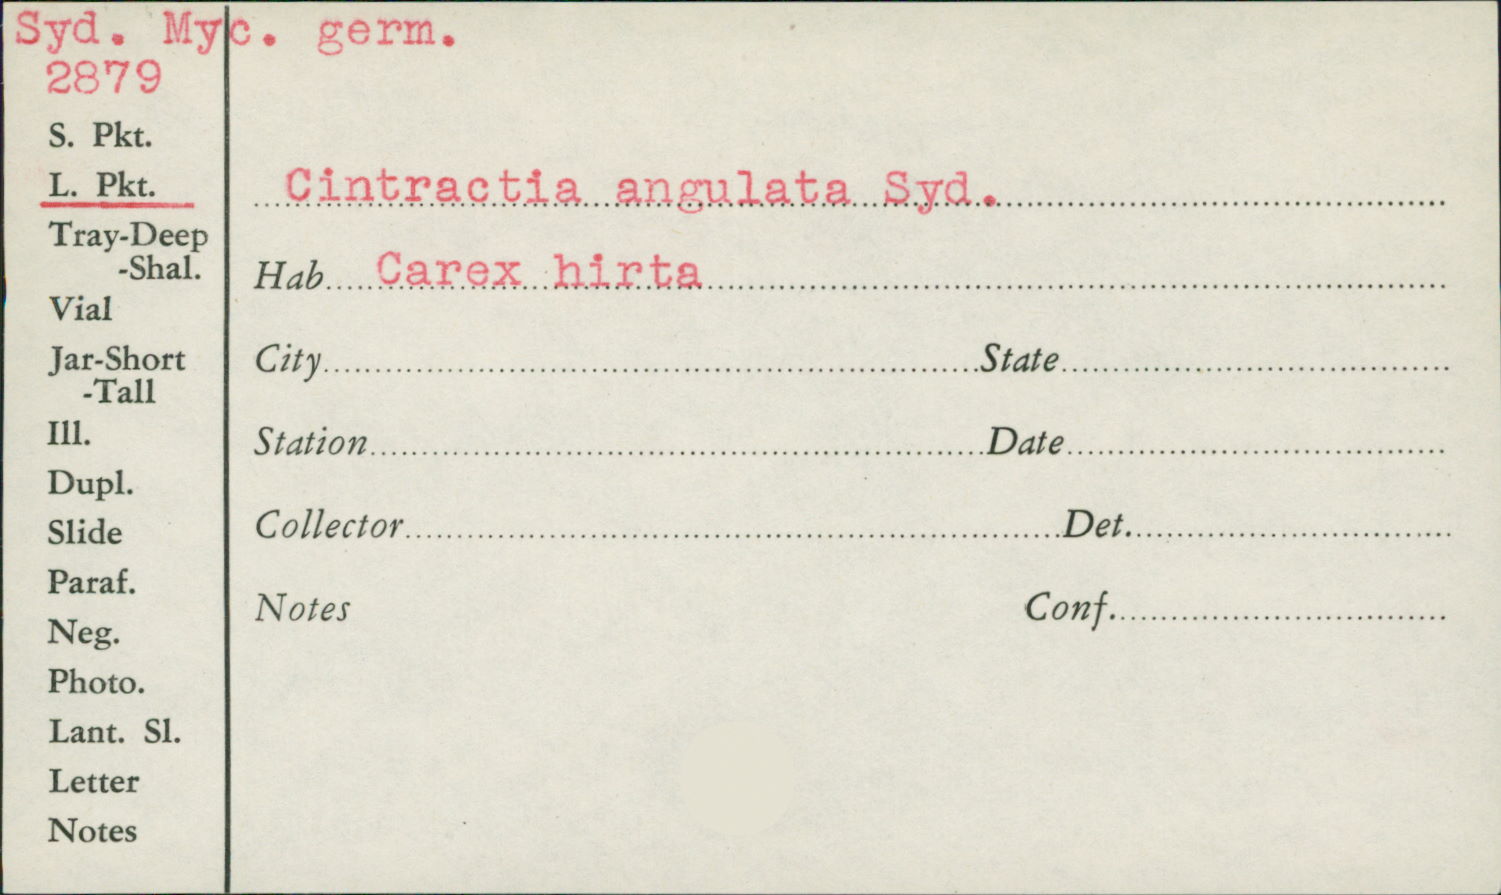 Syd. Myc. germ.
2879
S. Pkt.
L. Pkt.
Tray-Deep
-Shal.
Vial
Jar-Short
-Tall
Ill.
Dupl.
Slide
Paraf.
Neg.
Photo.
Lant. Sl.
Letter
Notes
Cintractia angulata Syd.
Hab. Carex hirta
City State
Station Date
Collector Det.
Notes Conf.